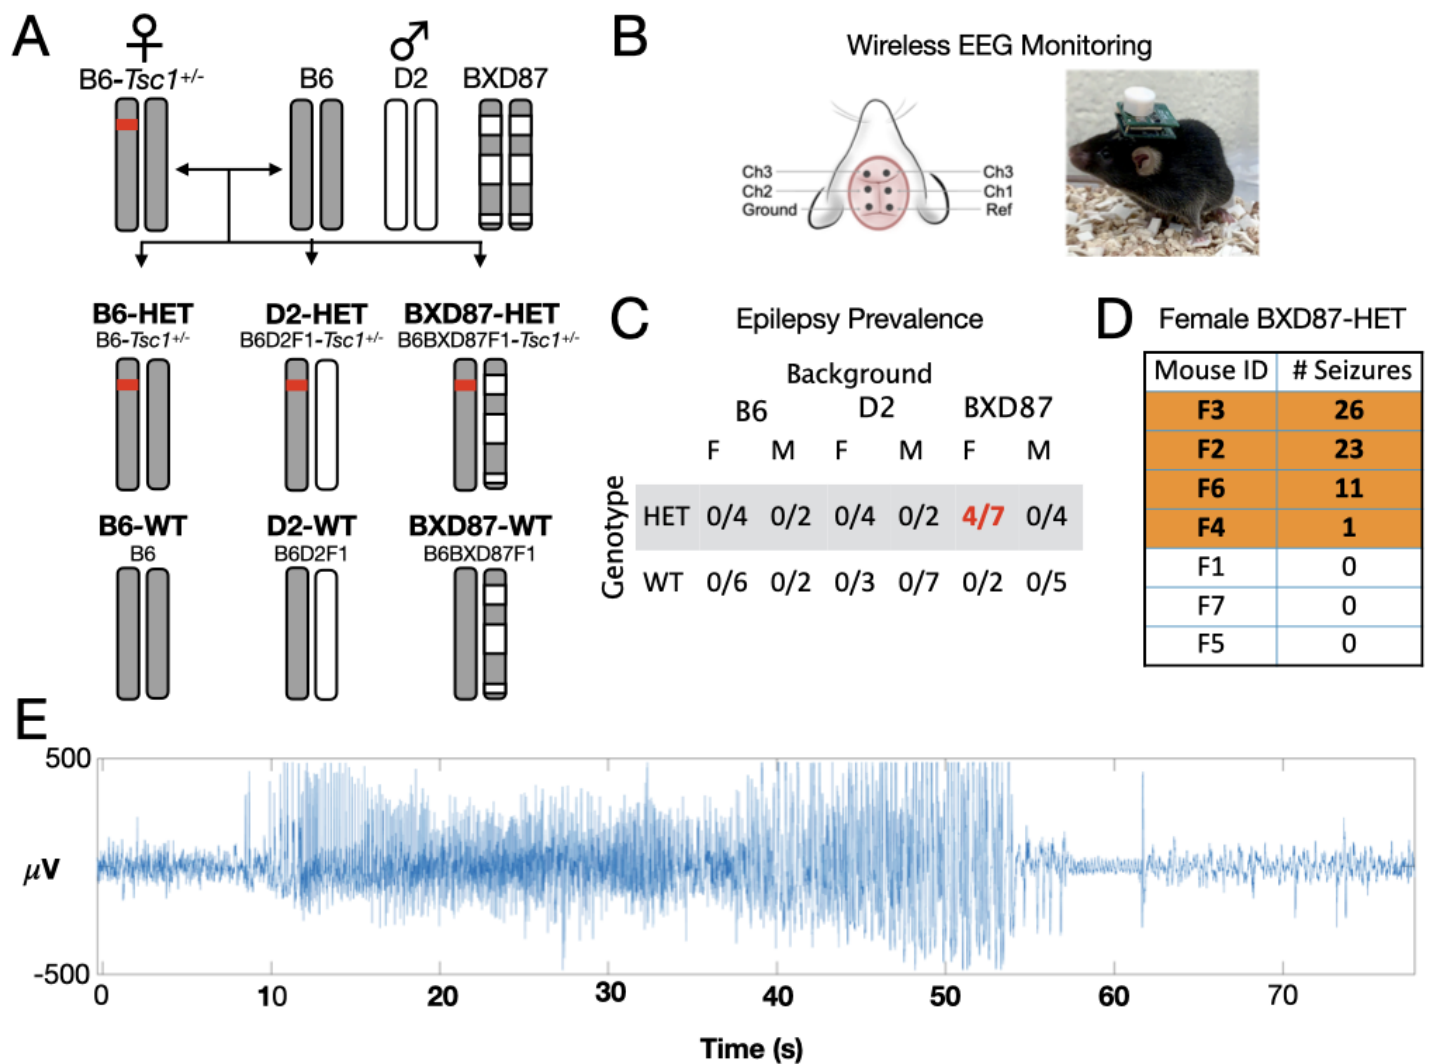 A
♀
♂
B6-Tsc1+/-
B6
D2
BXD87
B6-HET
D2-HET
BXD87-HET
B6-Tsc1+/-
B6D2F1-Tsc1+/-
B6BXD87F1-Tsc1+/-
B6-WT
D2-WT
BXD87-WT
B6
B6D2F1
B6BXD87F1
B
Wireless EEG Monitoring
Ch3
Ch3
Ch2
Ch1
Ground
Ref
C
Epilepsy Prevalence
Background
B6
D2
BXD87
F M F M F M
Genotype
HET 0/4 0/2 0/4 0/2 4/7 0/4
WT 0/6 0/2 0/3 0/7 0/2 0/5
D
Female BXD87-HET
Mouse ID # Seizures
F3 26
F2 23
F6 11
F4 1
F1 0
F7 0
F5 0
E
500
μV
-500
0 10 20 30 40 50 60 70
Time (s)